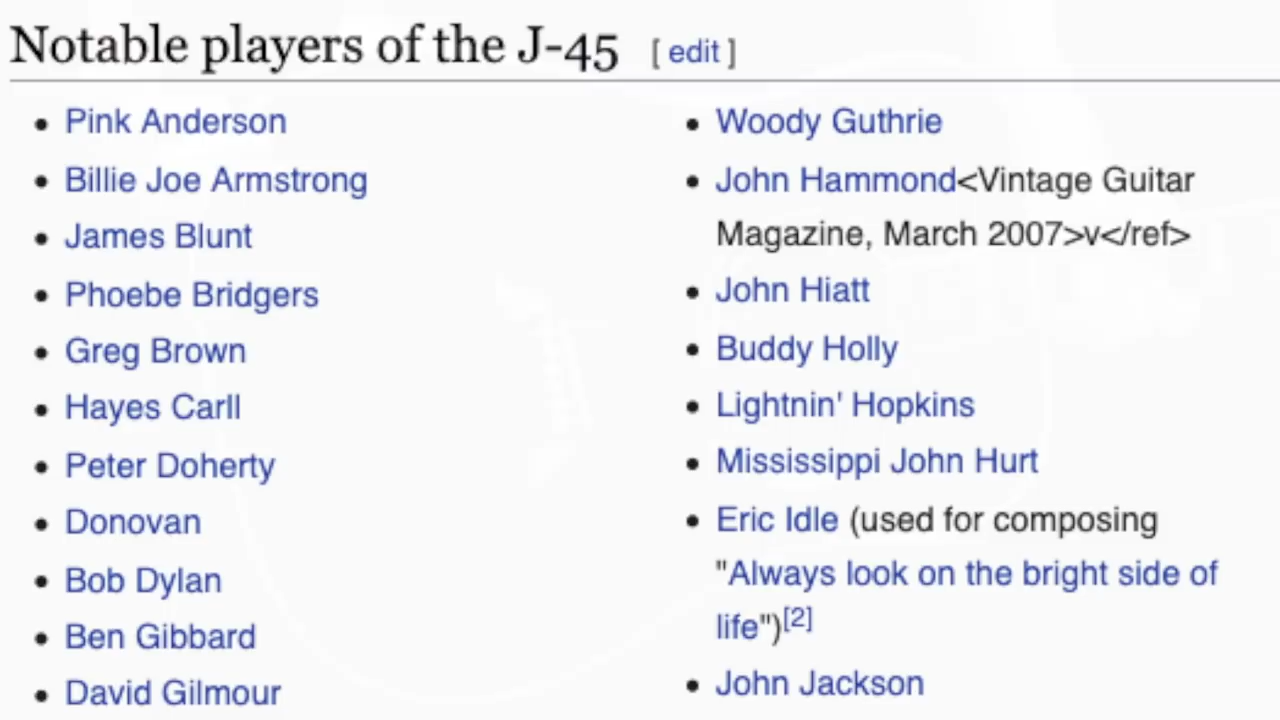 Notable players of the J-45 [ edit ]
Pink Anderson
Billie Joe Armstrong
James Blunt
Phoebe Bridgers
Greg Brown
Hayes Carll
Peter Doherty
Donovan
Bob Dylan
Ben Gibbard
David Gilmour
Woody Guthrie
John Hammond<Vintage Guitar
Magazine, March 2007>v</ref>
John Hiatt
Buddy Holly
Lightnin' Hopkins
Mississippi John Hurt
Eric Idle (used for composing
"Always look on the bright side of
life")[2]
John Jackson